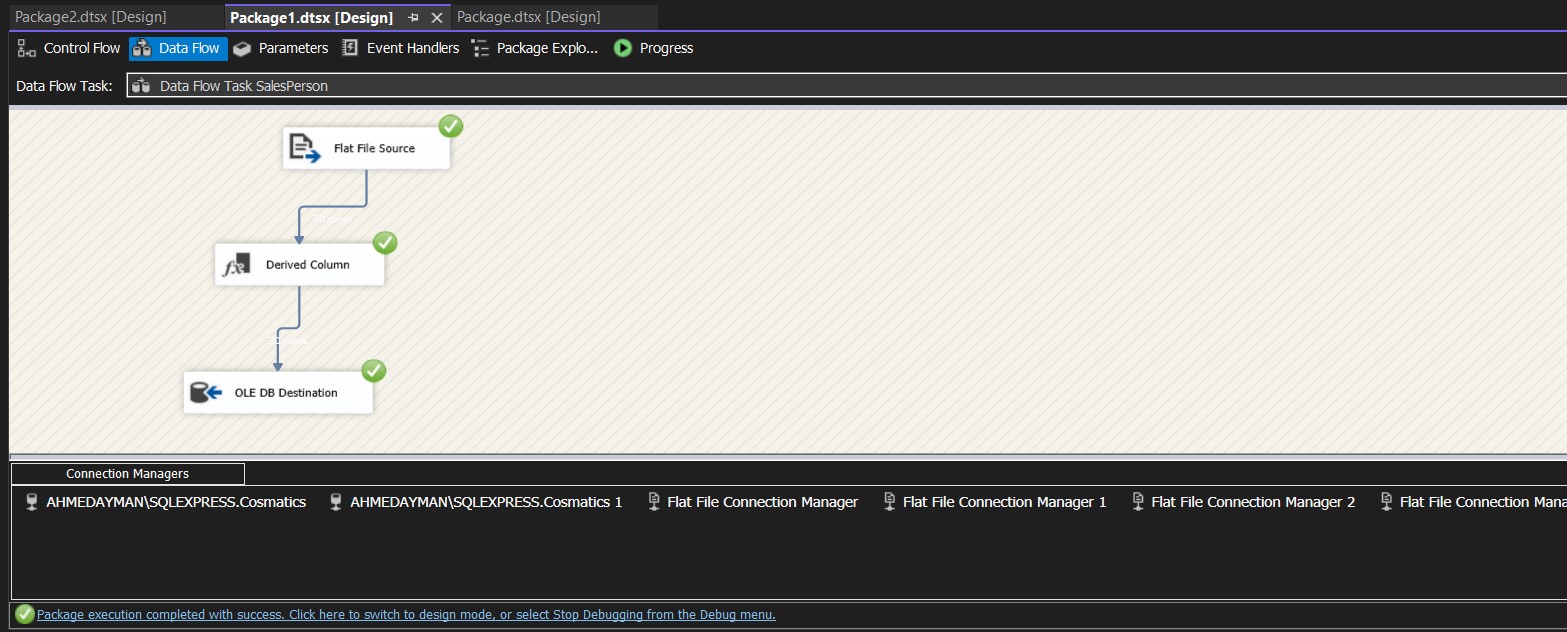 Package2.dtsx [Design] Package1.dtsx [Design] Package.dtsx [Design]
Control Flow Data Flow Parameters Event Handlers Package Explo... Progress
Data Flow Task: Data Flow Task SalesPerson
Flat File Source
rows
Derived Column
rows
OLE DB Destination
Connection Managers
AHMEDAYMAN\SQLEXPRESS.Cosmatics AHMEDAYMAN\SQLEXPRESS.Cosmatics 1 Flat File Connection Manager Flat File Connection Manager 1 Flat File Connection Manager 2 Flat File Connection Mana
Package execution completed with success. Click here to switch to design mode, or select Stop Debugging from the Debug menu.